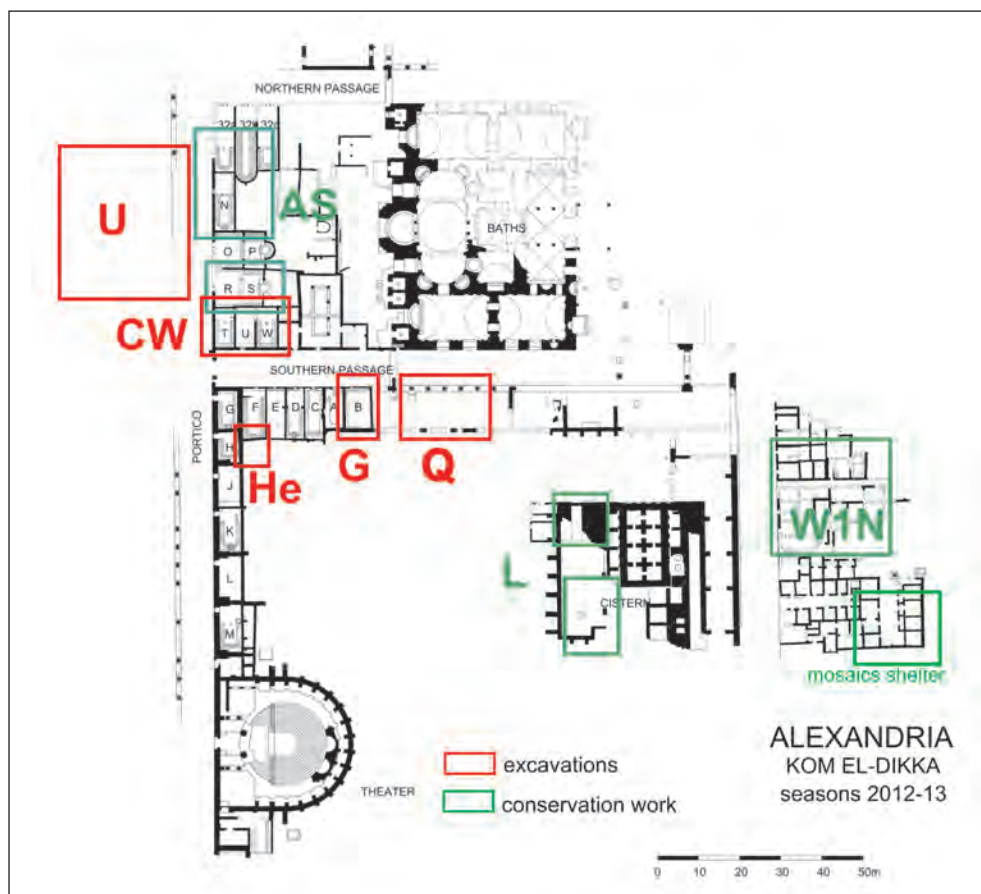 NORTHERN PASSAGE
32
U
N
AS
BATHS
O P
R S
CW
T U W
SOUTHERN PASSAGE
G F E D C A B
PORTICO
H
He
G
Q
J
K
W1N
L
L
CISTERN
M
mosaics shelter
ALEXANDRIA
KOM EL-DIKKA
seasons 2012-13
excavations
conservation work
THEATER
0 10 20 30 40 50m